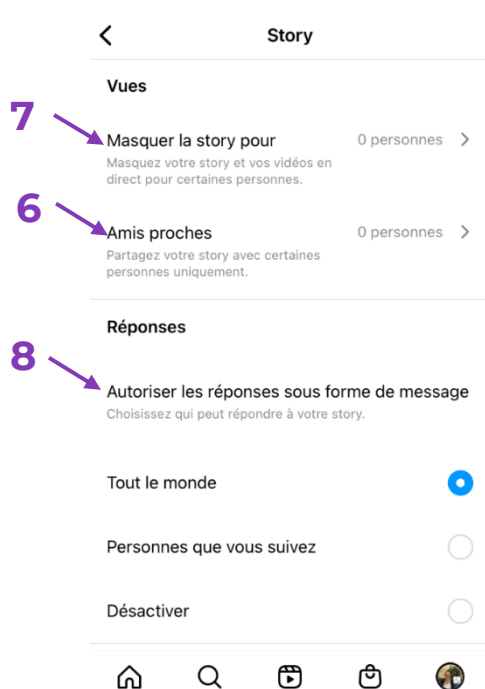 Story
Vues
7
Masquer la story pour 0 personnes
Masquez votre story et vos vidéos en
direct pour certaines personnes.
6
Amis proches 0 personnes
Partagez votre story avec certaines
personnes uniquement.
Réponses
8
Autoriser les réponses sous forme de message
Choisissez qui peut répondre à votre story.
Tout le monde
Personnes que vous suivez
Désactiver